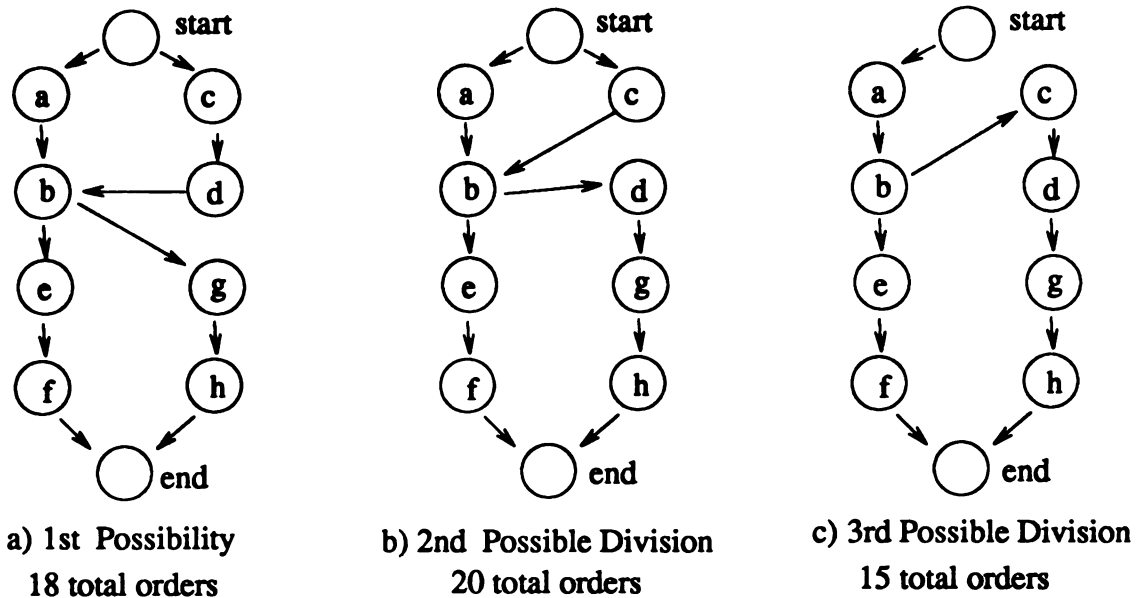 start
a
c
b
d
e
g
f
h
end
a) 1st Possibility
18 total orders
start
a
c
b
d
e
g
f
h
end
b) 2nd Possible Division
20 total orders
start
a
c
b
d
e
g
f
h
end
c) 3rd Possible Division
15 total orders